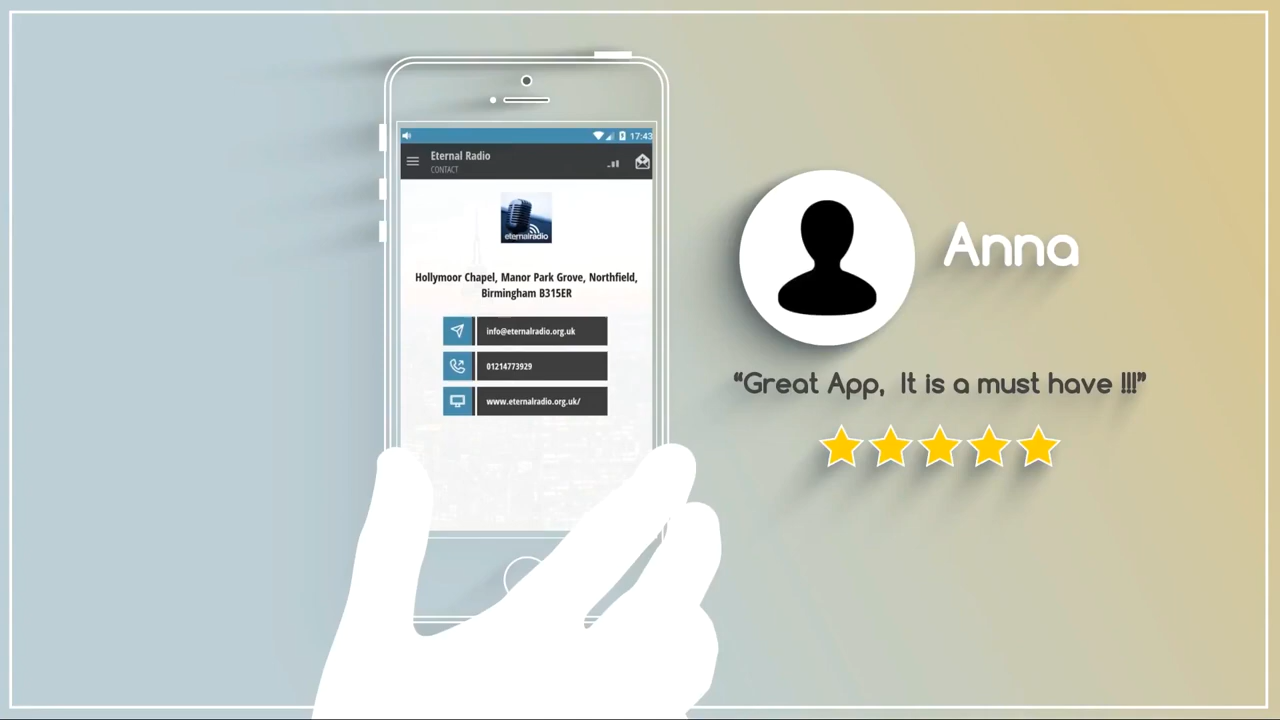 17:43
Eternal Radio
CONTACT
eternalradio
Hollymoor Chapel, Manor Park Grove, Northfield,
Birmingham B315ER
info@eternalradio.org.uk
01214773929
www.eternalradio.org.uk/
Anna
“Great App, It is a must have !!!”